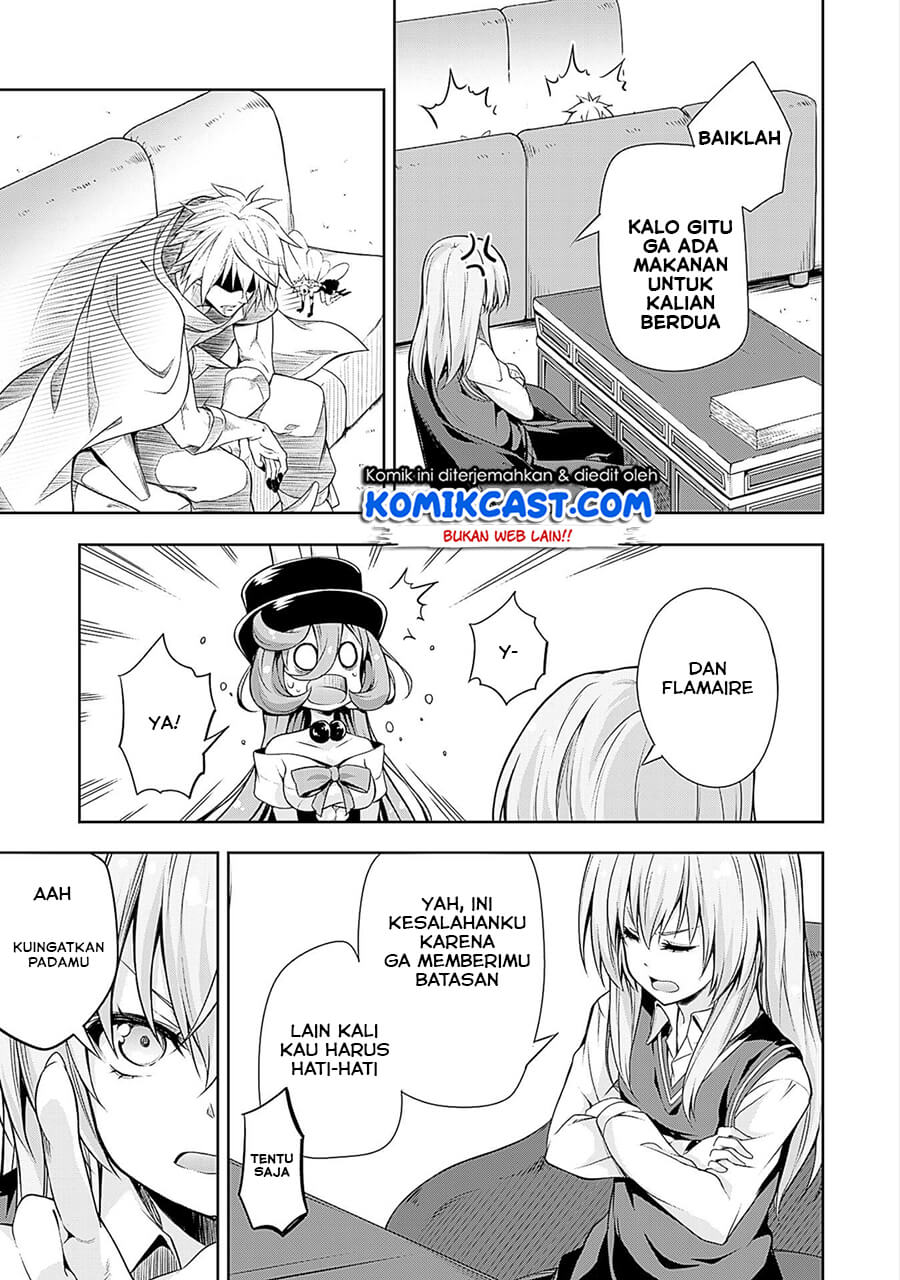 BAIKLAH
KALO GITU
GA ADA
MAKANAN
UNTUK
KALIAN
BERDUA
Komik ini diterjemahkan & diedit oleh
KOMIKCAST.COM
BUKAN WEB LAIN!!
DAN
FLAMAIRE
Y-
YA!
YAH, INI
KESALAHANKU
KARENA
GA MEMBERIMU
BATASAN
LAIN KALI
KAU HARUS
HATI-HATI
TENTU
SAJA
AAH
KUINGATKAN
PADAMU